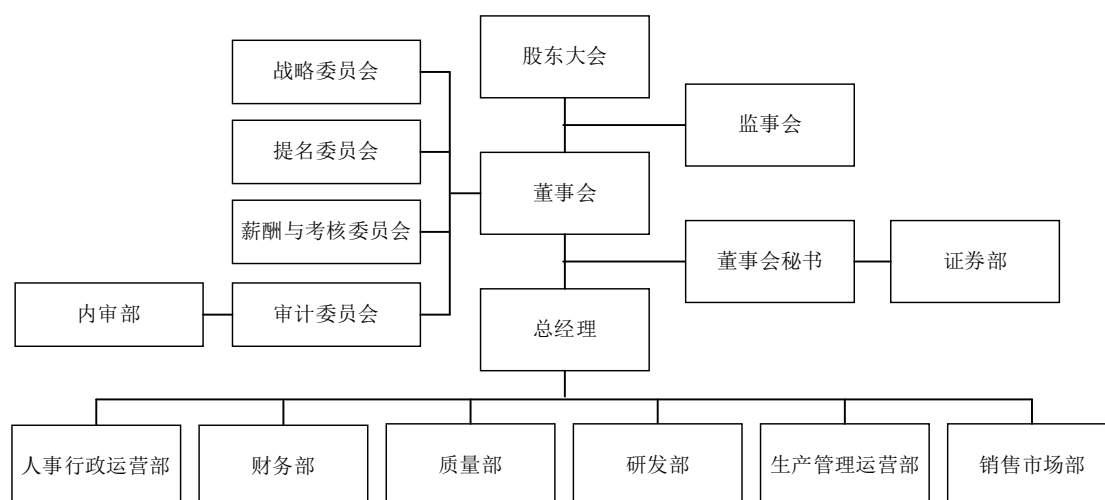 股东大会
战略委员会
监事会
提名委员会
董事会
薪酬与考核委员会
董事会秘书
证券部
内审部
审计委员会
总经理
人事行政运营部
财务部
质量部
研发部
生产管理运营部
销售市场部